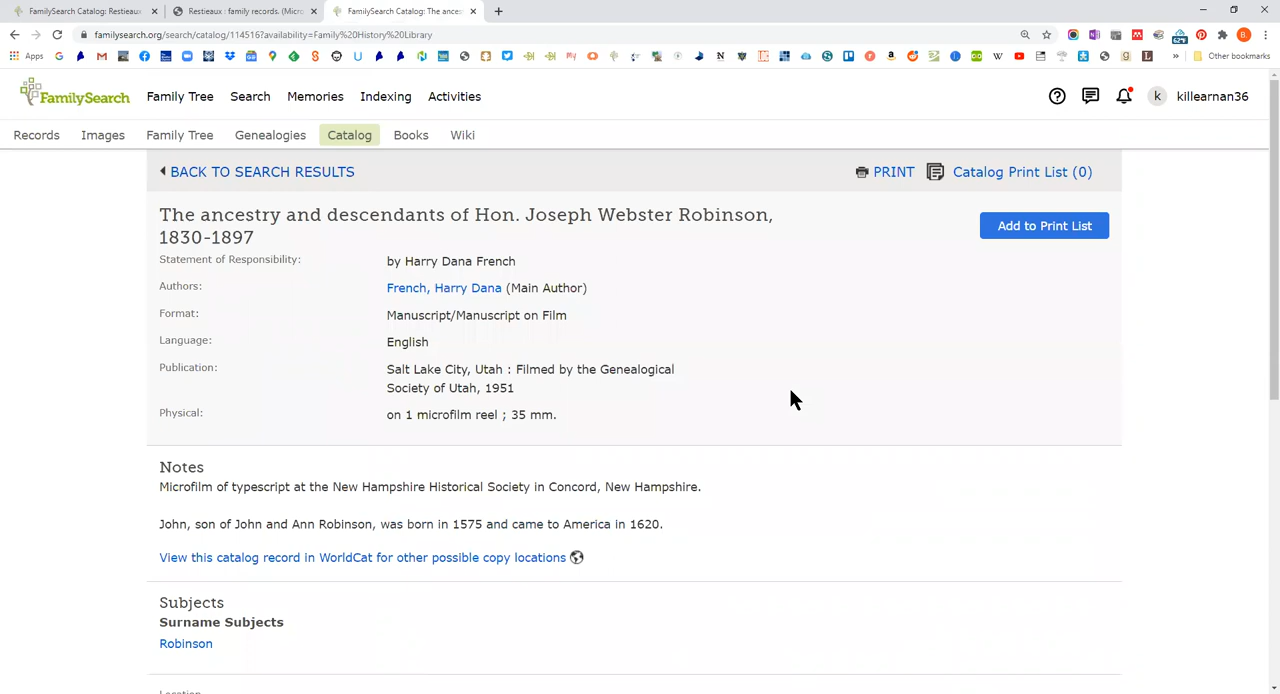 FamilySearch Catalog: Restieaux
Restieaux : family records. (Micro
FamilySearch Catalog: The ances
familysearch.org/search/catalog/114516?availability=Family%20History%20Library
Apps
Other bookmarks
FamilySearch
Family Tree
Search
Memories
Indexing
Activities
killearnan36
Records
Images
Family Tree
Genealogies
Catalog
Books
Wiki
BACK TO SEARCH RESULTS
PRINT
Catalog Print List (0)
The ancestry and descendants of Hon. Joseph Webster Robinson,
1830-1897
Add to Print List
Statement of Responsibility:
by Harry Dana French
Authors:
French, Harry Dana (Main Author)
Format:
Manuscript/Manuscript on Film
Language:
English
Publication:
Salt Lake City, Utah : Filmed by the Genealogical
Society of Utah, 1951
Physical:
on 1 microfilm reel ; 35 mm.
Notes
Microfilm of typescript at the New Hampshire Historical Society in Concord, New Hampshire.
John, son of John and Ann Robinson, was born in 1575 and came to America in 1620.
View this catalog record in WorldCat for other possible copy locations
Subjects
Surname Subjects
Robinson
Location